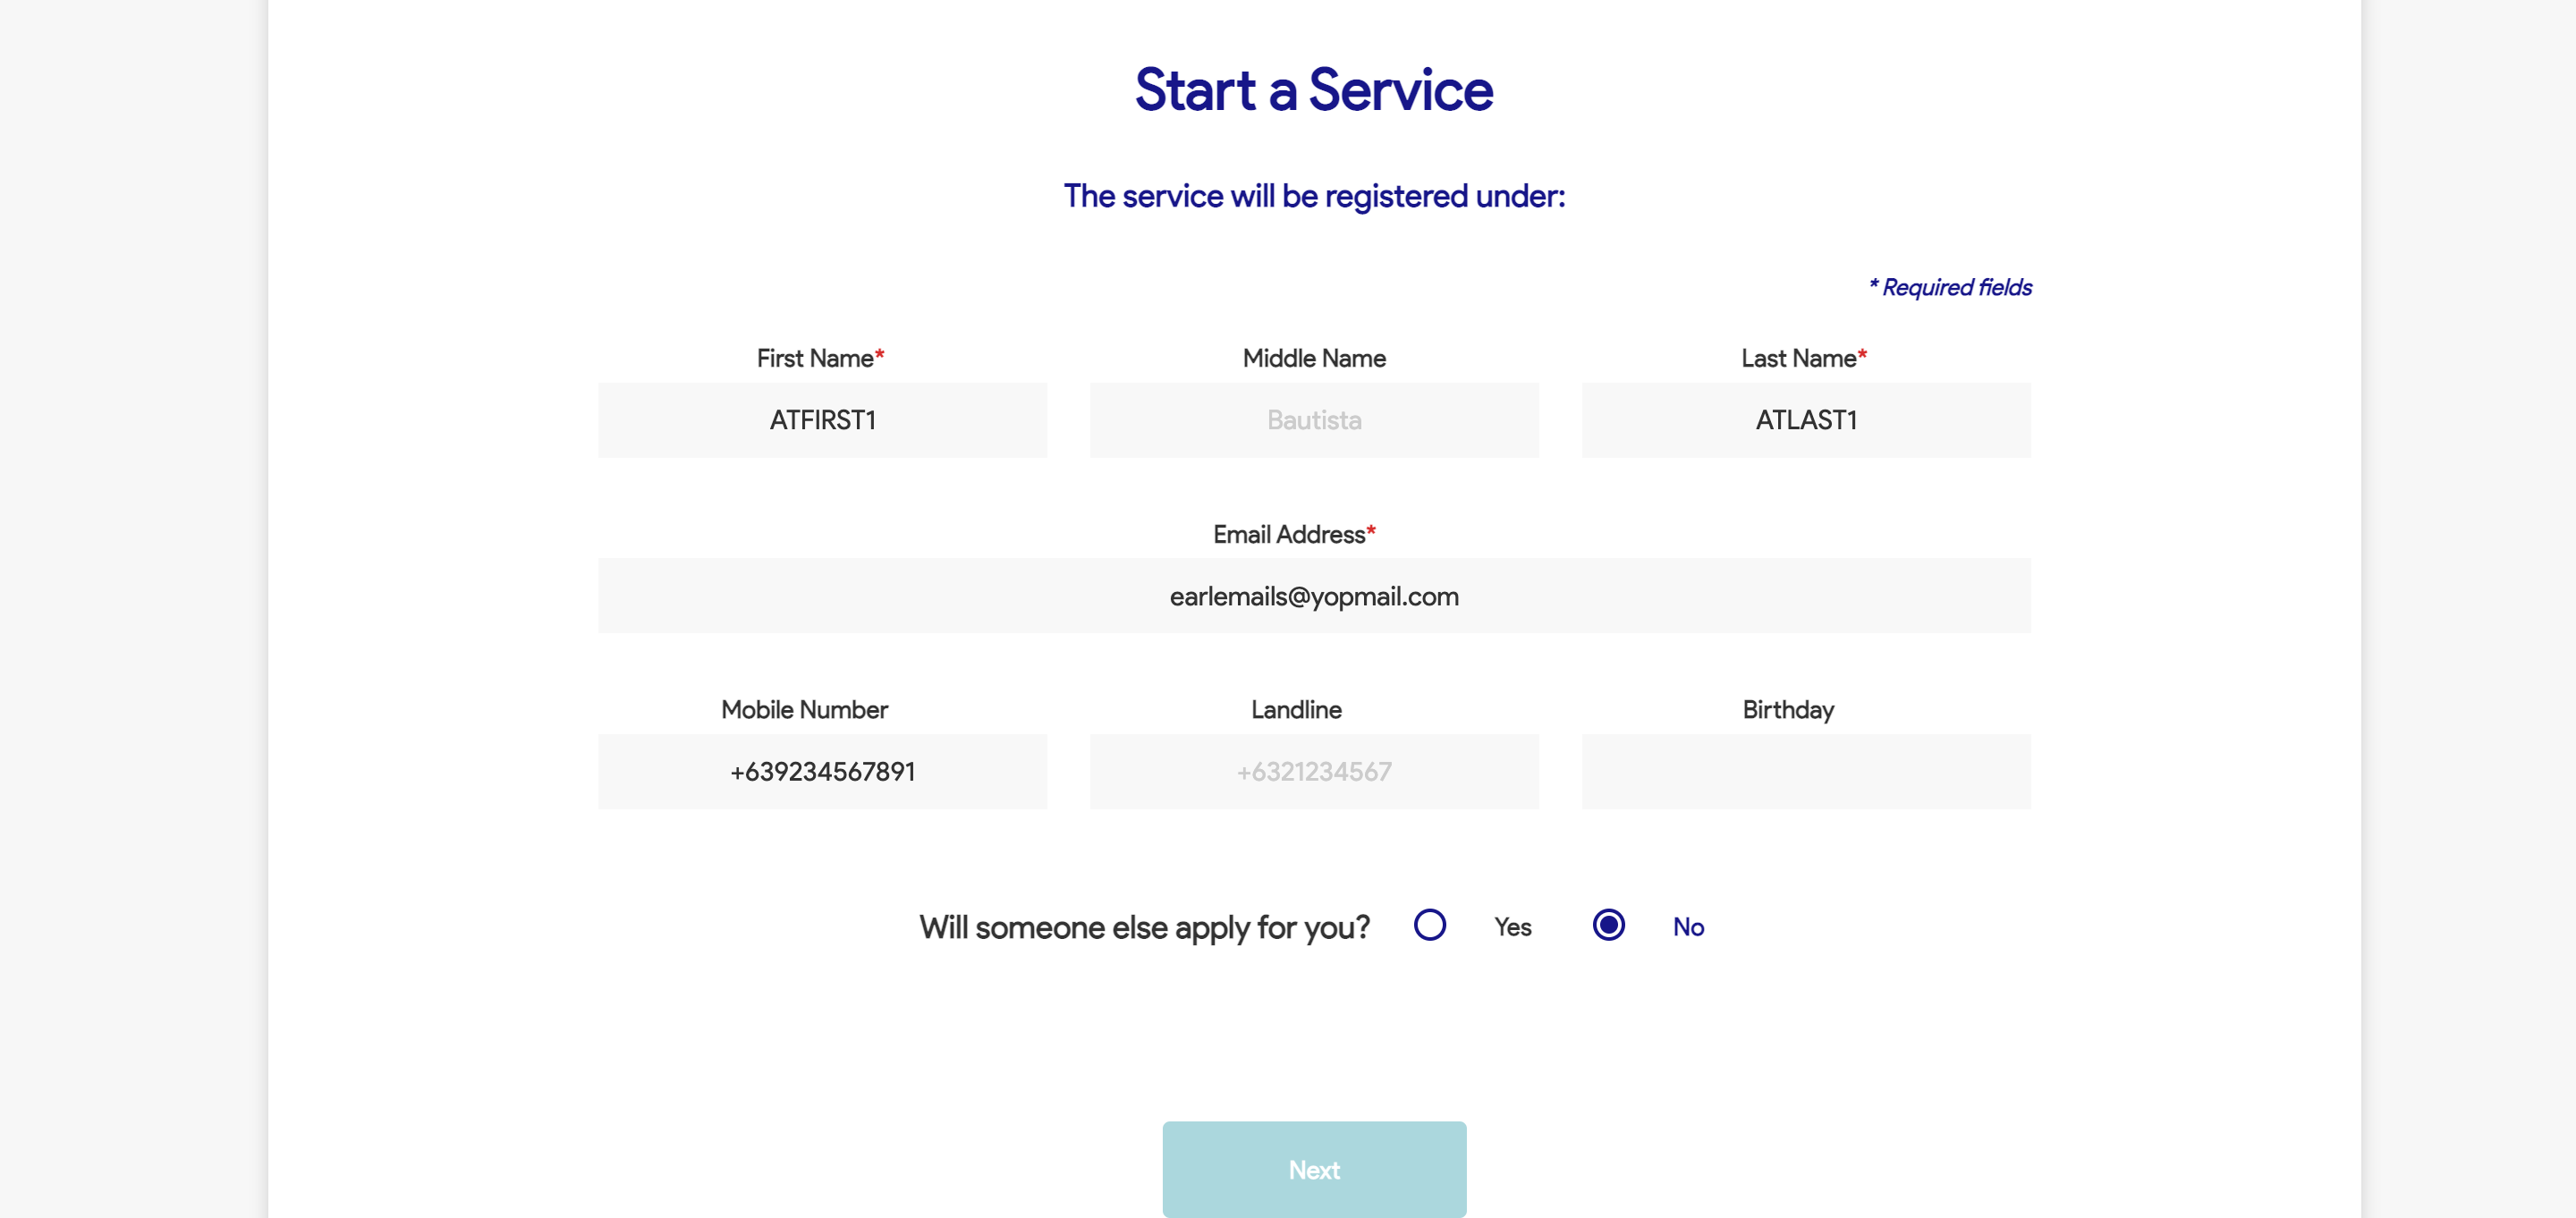 Start a Service
The service will be registered under:
* Required fields
First Name* Middle Name Last Name*
ATFIRST1 Bautista ATLAST1
Email Address*
earlemails@yopmail.com
Mobile Number Landline Birthday
+639234567891 +6321234567
Will someone else apply for you? Yes No
Next